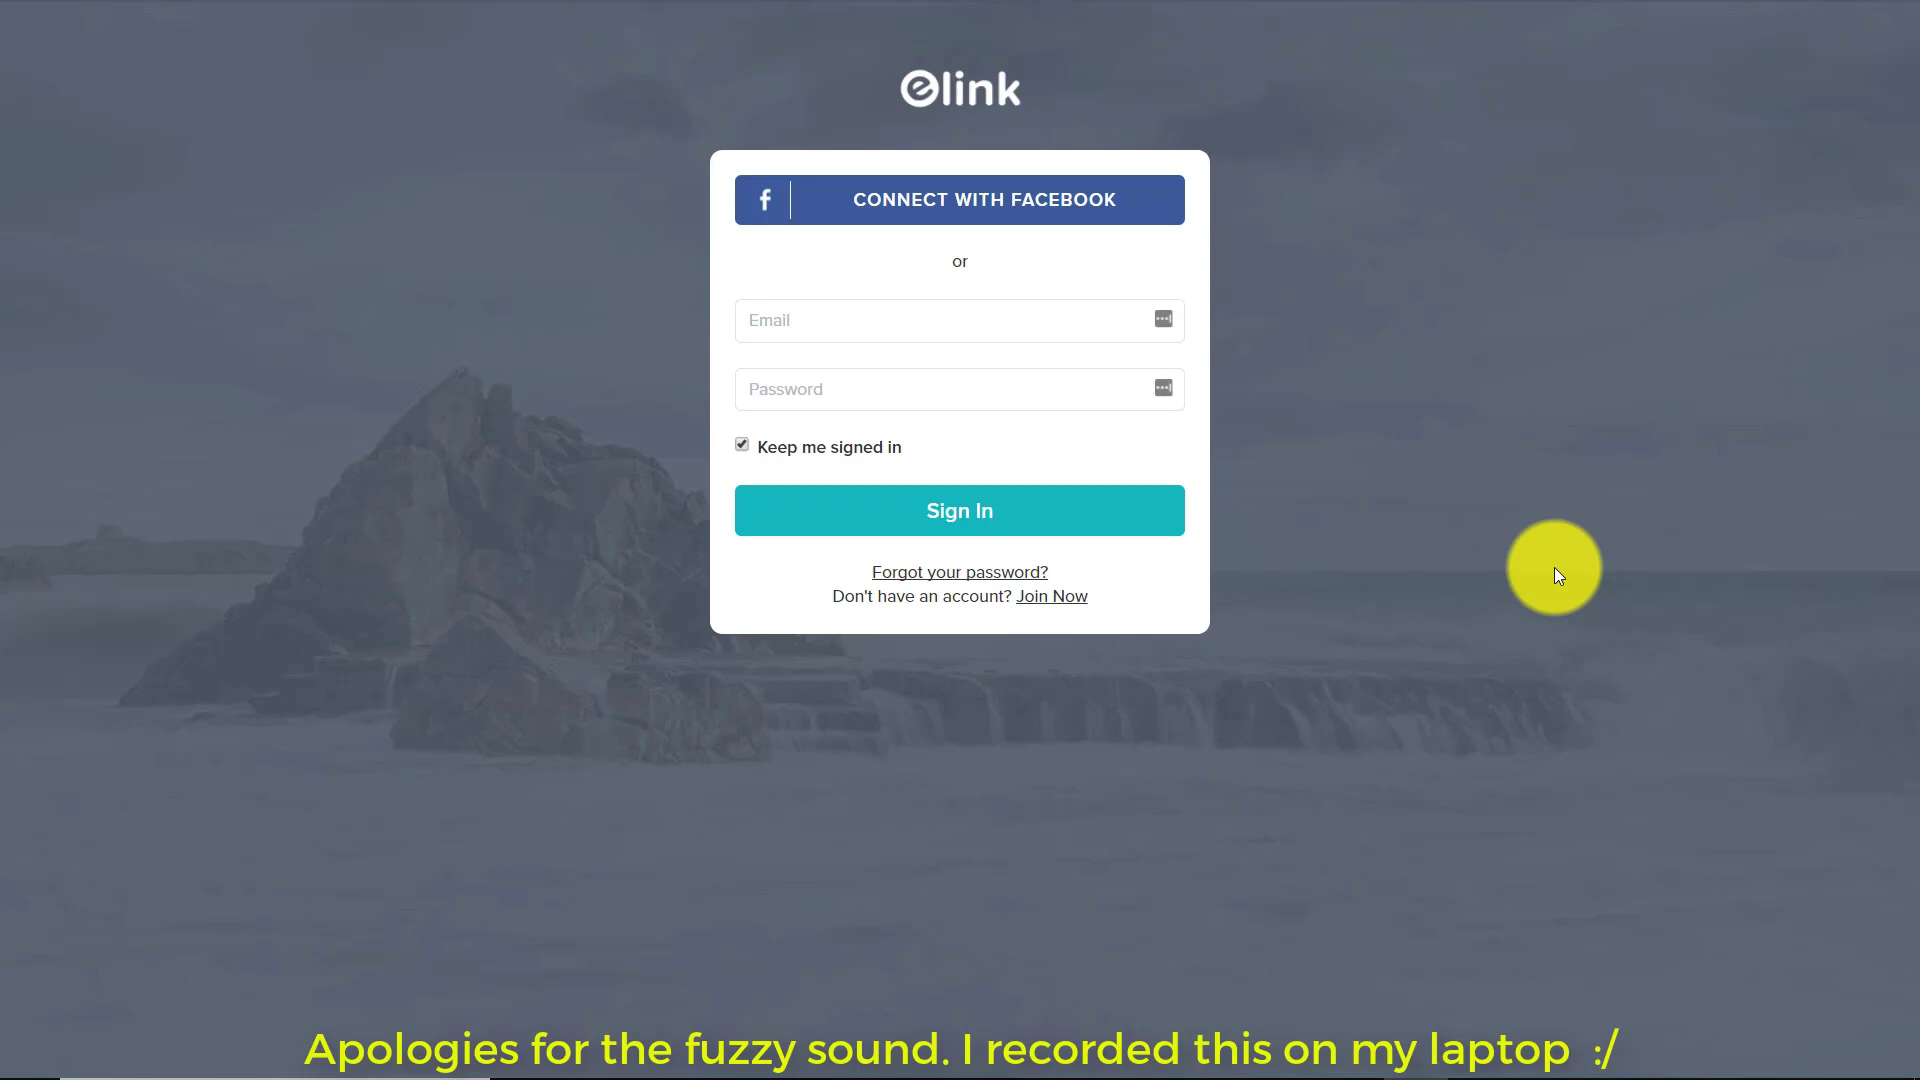 elink
f
CONNECT WITH FACEBOOK
or
Email
Password
Keep me signed in
Sign In
Forgot your password?
Don't have an account? Join Now
Apologies for the fuzzy sound. I recorded this on my laptop :/